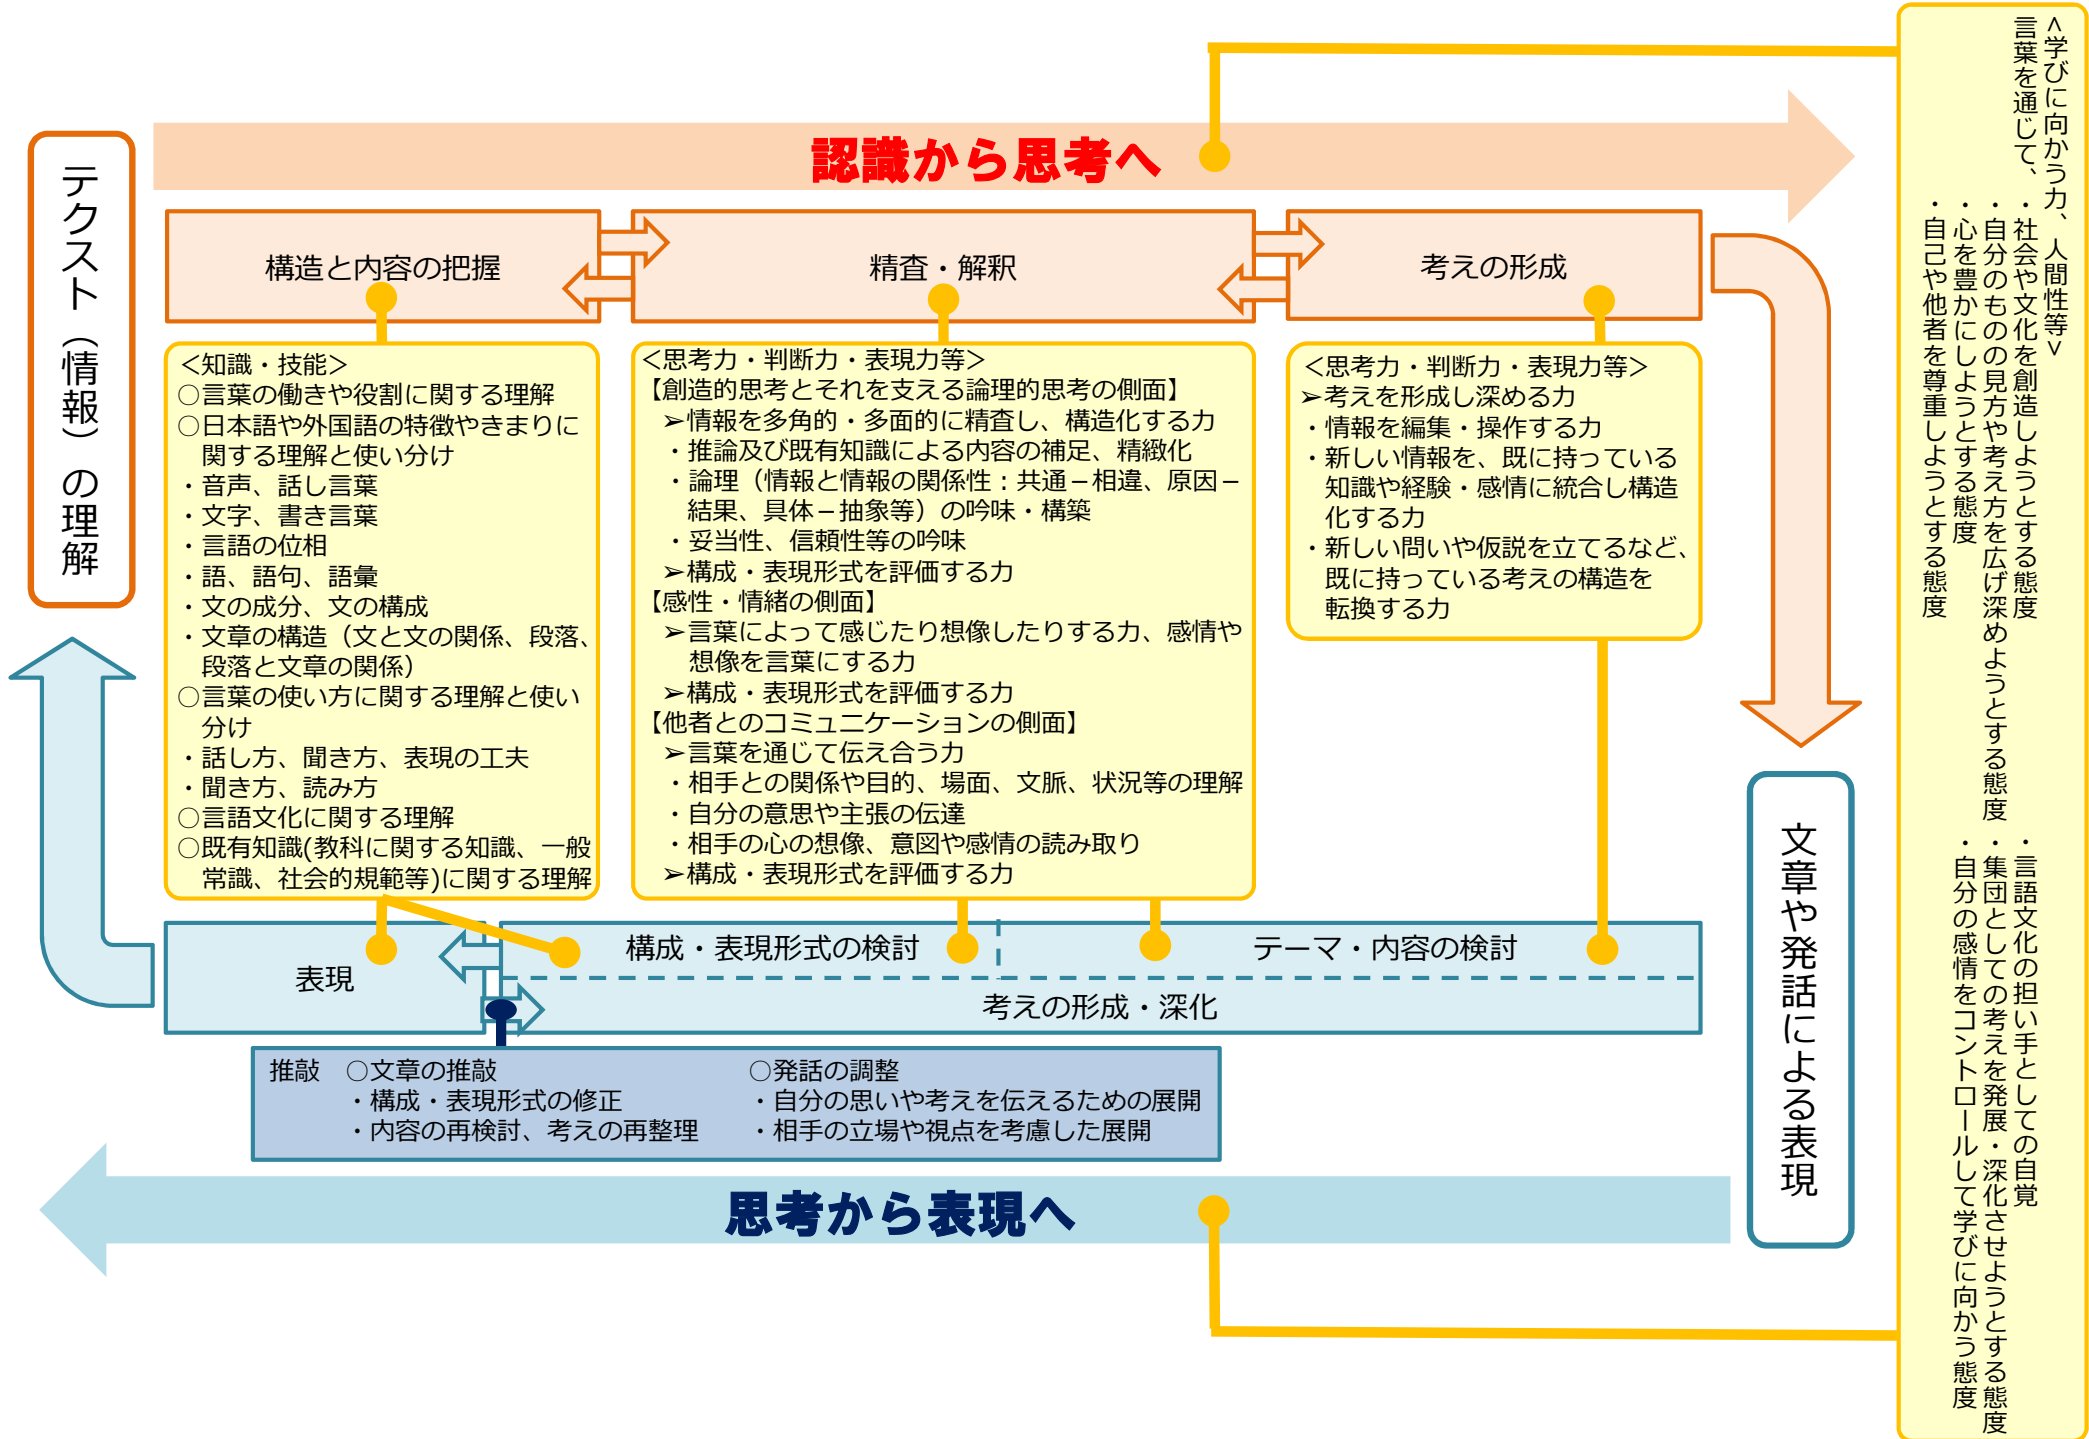 認識から思考へ
テクスト（情報）の理解
構造と内容の把握
精査・解釈
考えの形成
＜知識・技能＞
○言葉の働きや役割に関する理解
○日本語や外国語の特徴やきまりに
関する理解と使い分け
・音声、話し言葉
・文字、書き言葉
・言語の位相
・語、語句、語彙
・文の成分、文の構成
・文章の構造（文と文の関係、段落、
段落と文章の関係）
○言葉の使い方に関する理解と使い
分け
・話し方、聞き方、表現の工夫
・聞き方、読み方
○言語文化に関する理解
○既有知識(教科に関する知識、一般
常識、社会的規範等)に関する理解
＜思考力・判断力・表現力等＞
【創造的思考とそれを支える論理的思考の側面】
➢情報を多角的・多面的に精査し、構造化する力
・推論及び既有知識による内容の補足、精緻化
・論理（情報と情報の関係性：共通－相違、原因－
結果、具体－抽象等）の吟味・構築
・妥当性、信頼性等の吟味
➢構成・表現形式を評価する力
【感性・情緒の側面】
➢言葉によって感じたり想像したりする力、感情や
想像を言葉にする力
➢構成・表現形式を評価する力
【他者とのコミュニケーションの側面】
➢言葉を通じて伝え合う力
・相手との関係や目的、場面、文脈、状況等の理解
・自分の意思や主張の伝達
・相手の心の想像、意図や感情の読み取り
➢構成・表現形式を評価する力
＜思考力・判断力・表現力等＞
➢考えを形成し深める力
・情報を編集・操作する力
・新しい情報を、既に持っている
知識や経験・感情に統合し構造
化する力
・新しい問いや仮説を立てるなど、
既に持っている考えの構造を
転換する力
表現
構成・表現形式の検討
テーマ・内容の検討
考えの形成・深化
推敲　○文章の推敲
・構成・表現形式の修正
・内容の再検討、考えの再整理
○発話の調整
・自分の思いや考えを伝えるための展開
・相手の立場や視点を考慮した展開
思考から表現へ
文章や発話による表現
＜学びに向かう力、人間性等＞
言葉を通じて、
・社会や文化を創造しようとする態度
・自分のものの見方や考え方を広げ深めようとする態度
・心を豊かにしようとする態度
・自己や他者を尊重しようとする態度
・言語文化の担い手としての自覚
・集団としての考えを発展・深化させようとする態度
・自分の感情をコントロールして学びに向かう態度